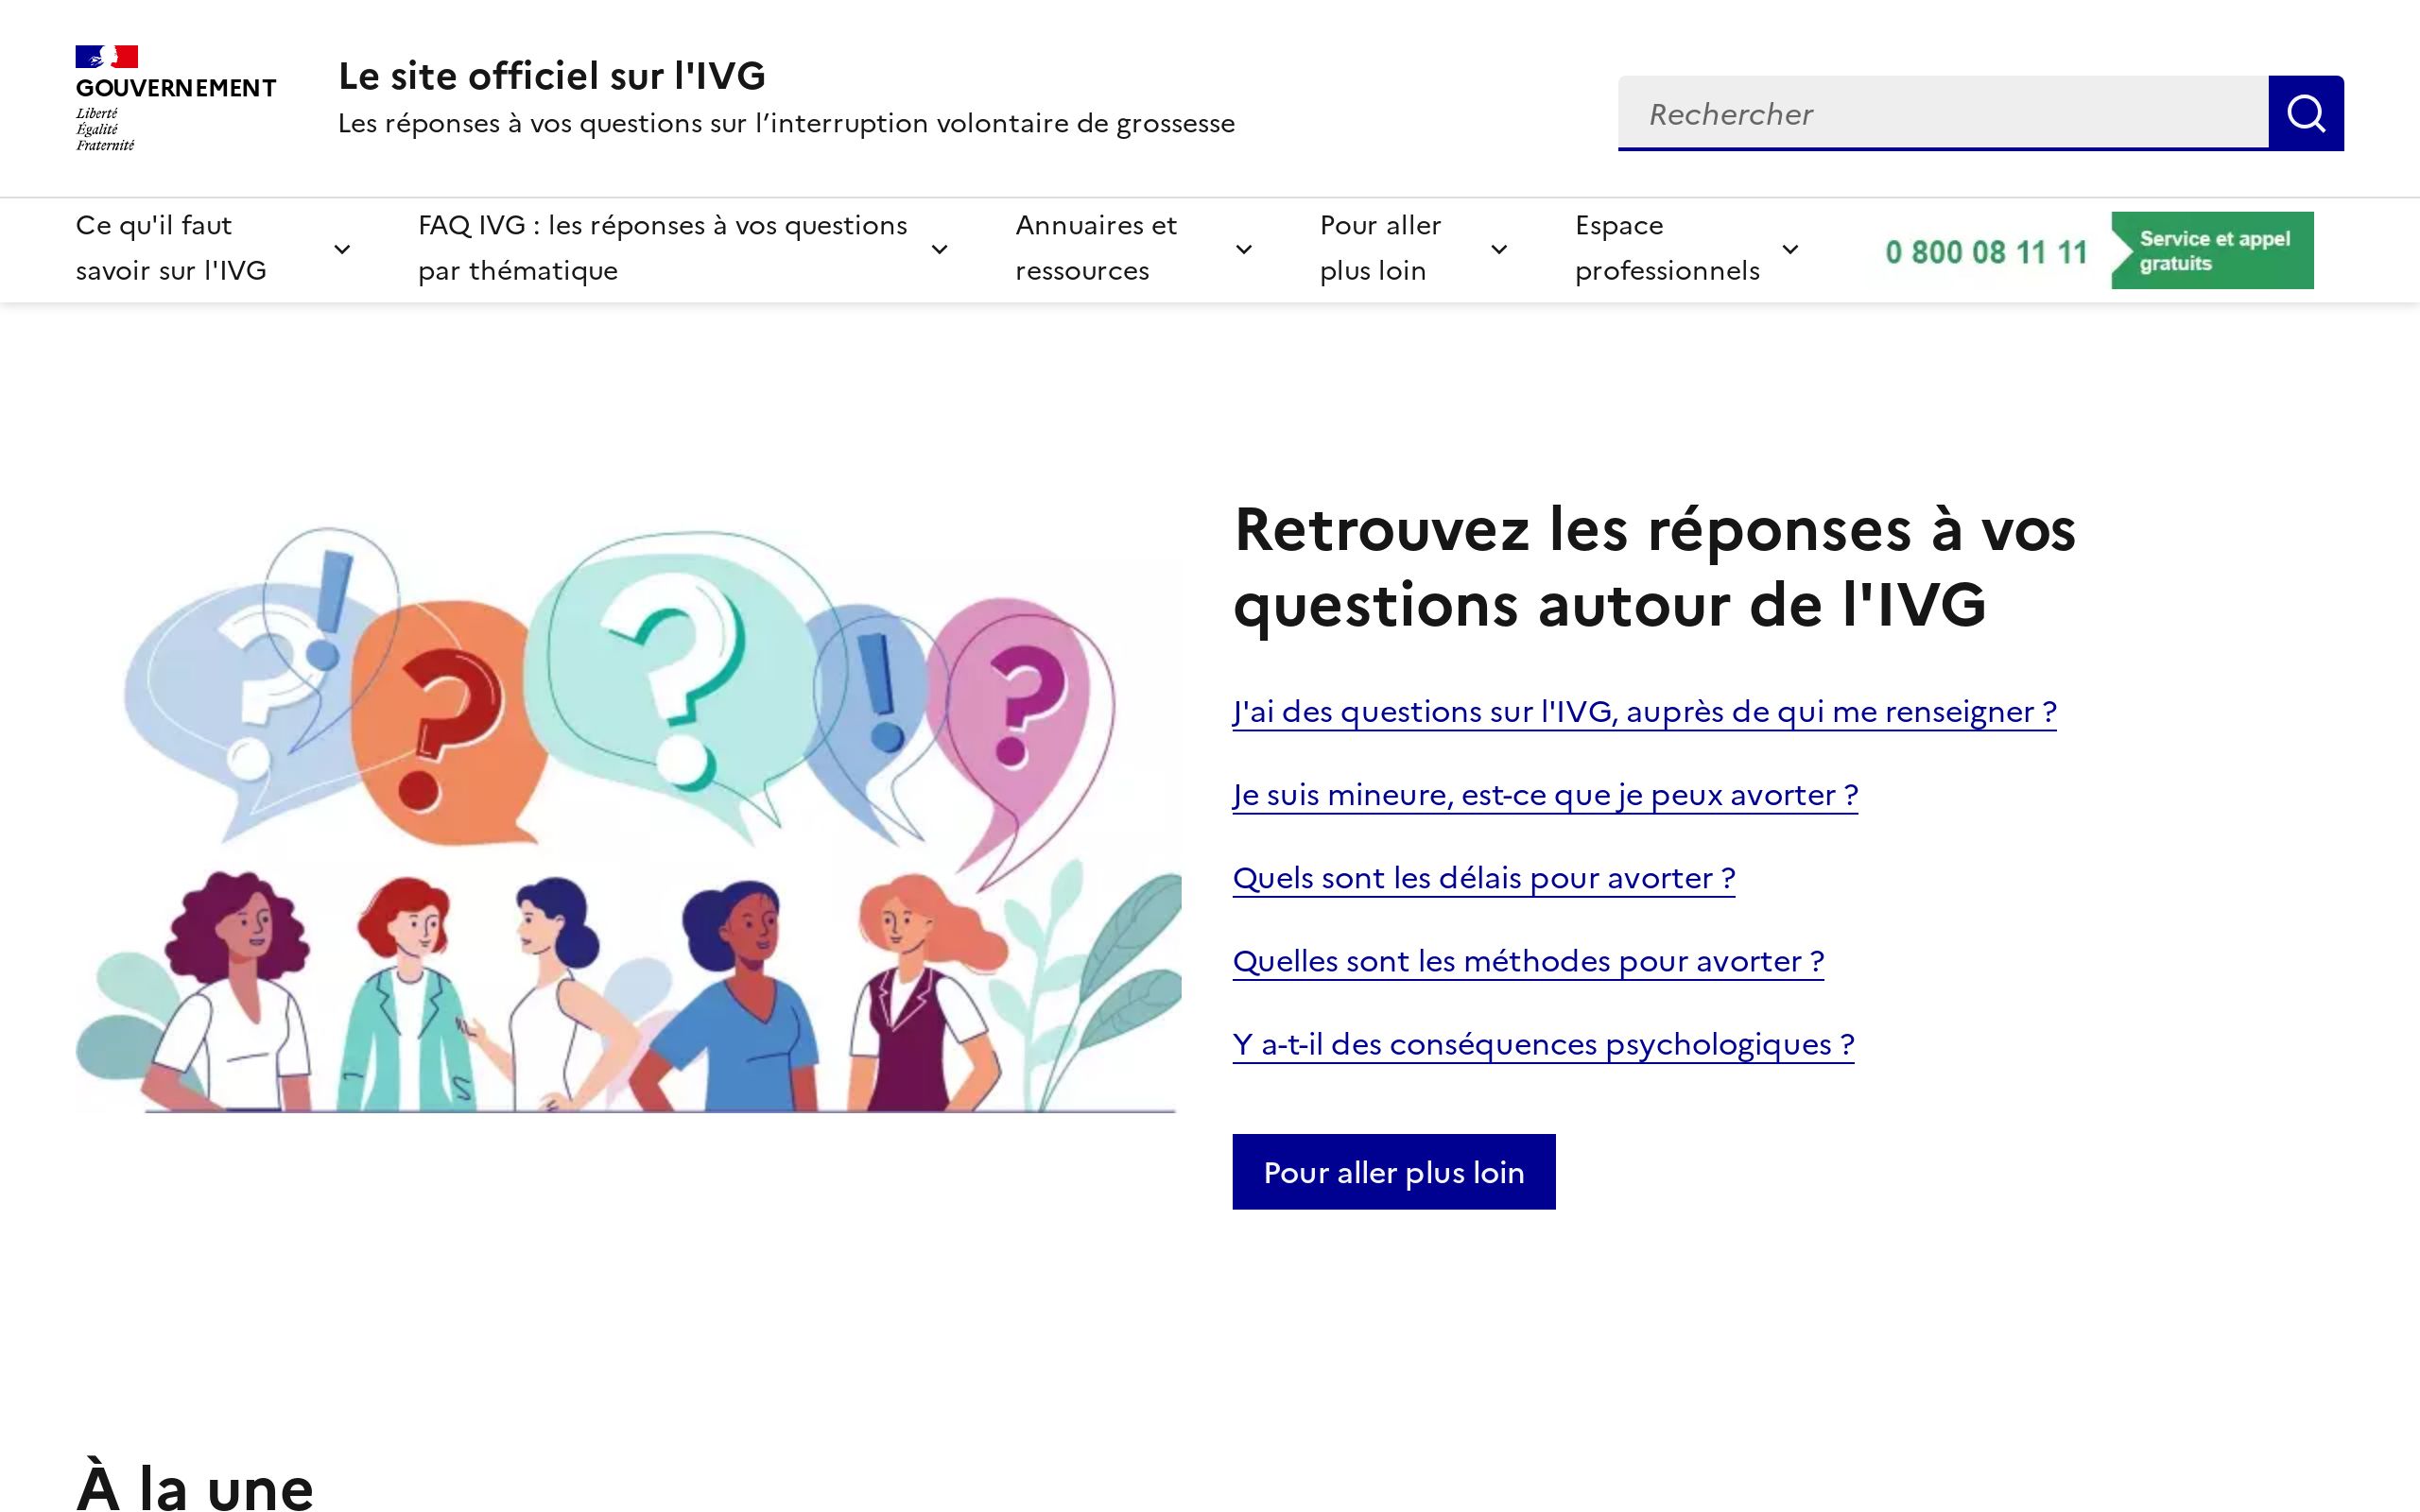 GOUVERNEMENT
Liberté
Égalité
Fraternité
Le site officiel sur l'IVG
Les réponses à vos questions sur l’interruption volontaire de grossesse
Rechercher
Ce qu'il faut
savoir sur l'IVG
FAQ IVG : les réponses à vos questions
par thématique
Annuaires et
ressources
Pour aller
plus loin
Espace
professionnels
0 800 08 11 11
Service et appel
gratuits
Retrouvez les réponses à vos
questions autour de l'IVG
J'ai des questions sur l'IVG, auprès de qui me renseigner ?
Je suis mineure, est-ce que je peux avorter ?
Quels sont les délais pour avorter ?
Quelles sont les méthodes pour avorter ?
Y a-t-il des conséquences psychologiques ?
Pour aller plus loin
À la une